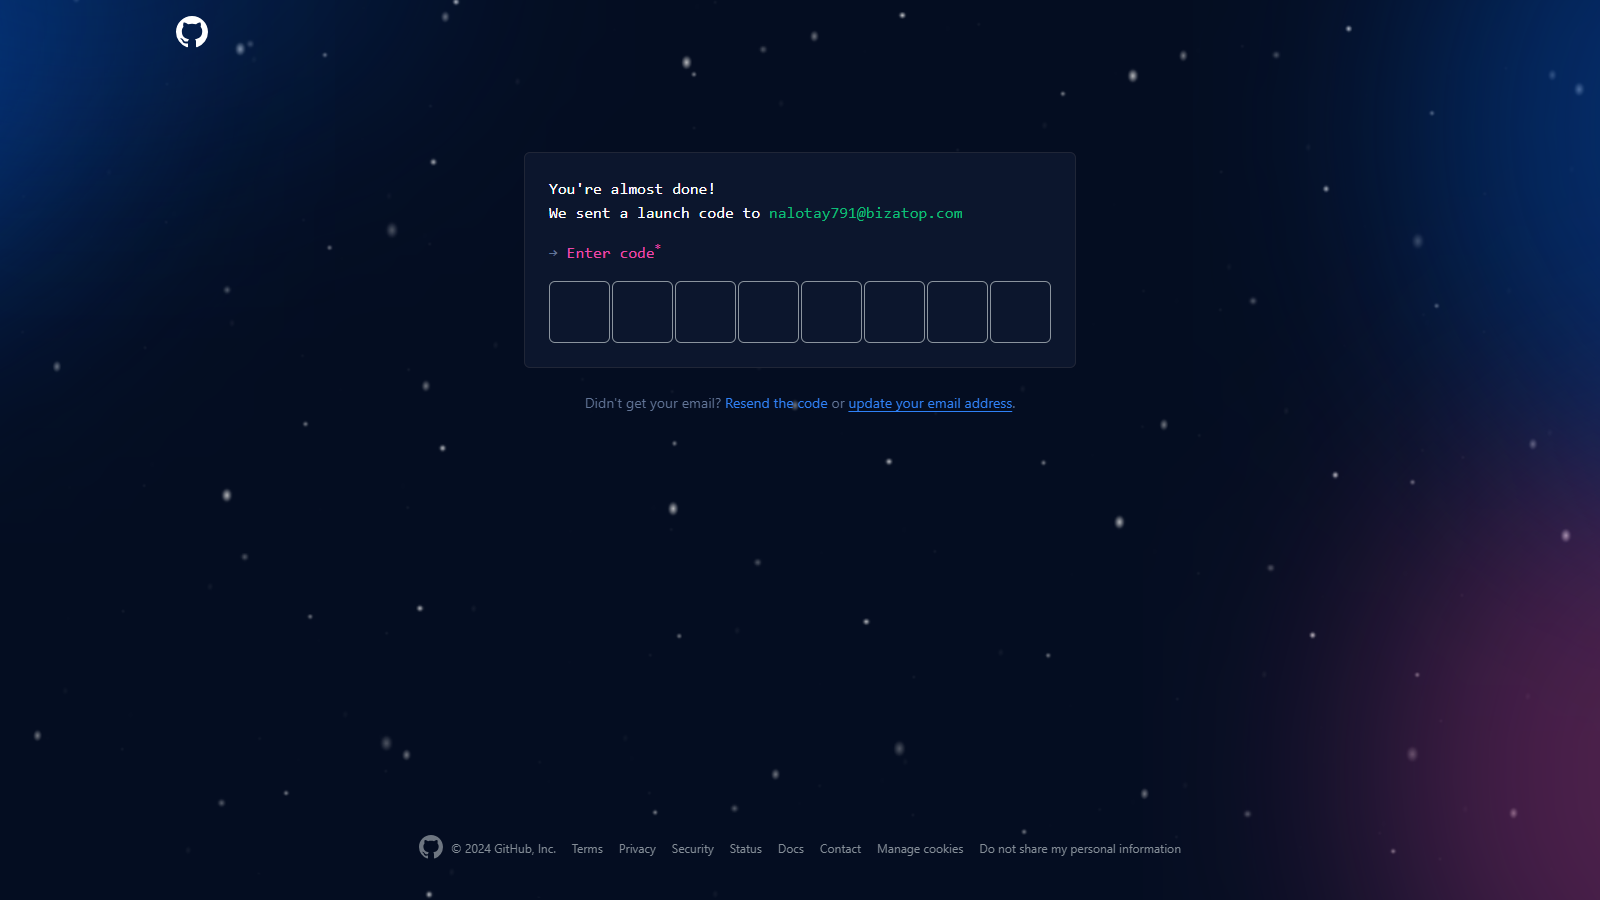 You're almost done!
We sent a launch code to nalotay791@bizatop.com
→ Enter code*
Didn't get your email? Resend the code or update your email address.
© 2024 GitHub, Inc. Terms Privacy Security Status Docs Contact Manage cookies Do not share my personal information